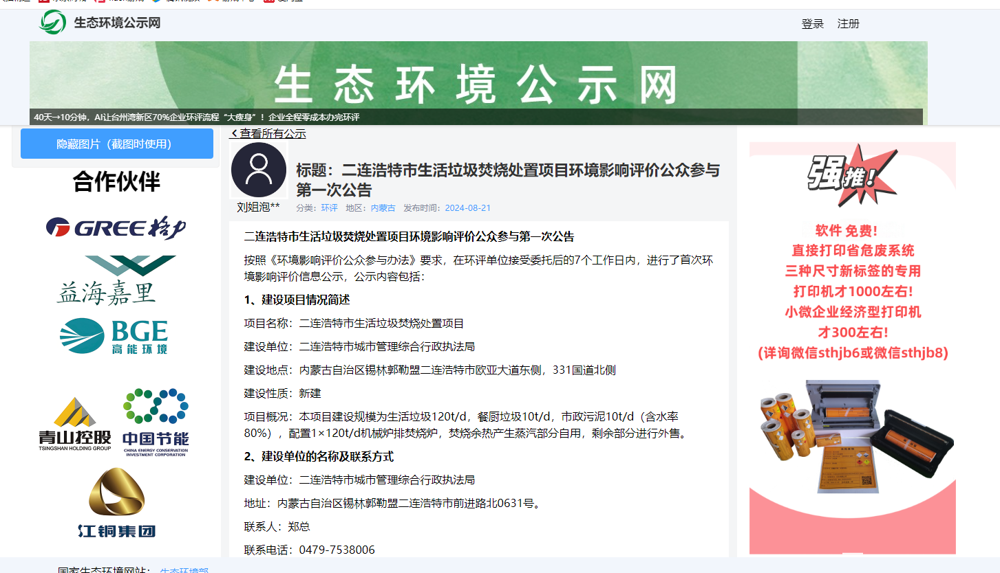 生态环境公示网
登录 注册
生态环境公示网
40天→10分钟，AI让台州湾新区70%企业环评流程“大瘦身”！企业全程零成本办完环评
隐藏图片（截图时使用）
合作伙伴
GREE格力
益海嘉里
BGE
高能环境
青山控股
TSINGSHAN HOLDING GROUP
中国节能
CHINA ENERGY CONSERVATION
INVESTMENT CORPORATION
江铜集团
查看所有公示
刘姐泡**
标题：二连浩特市生活垃圾焚烧处置项目环境影响评价公众参与
第一次公告
分类：环评 地区：内蒙古 发布时间：2024-08-21
二连浩特市生活垃圾焚烧处置项目环境影响评价公众参与第一次公告
按照《环境影响评价公众参与办法》要求，在环评单位接受委托后的7个工作日内，进行了首次环
境影响评价信息公示，公示内容包括：
1、建设项目情况简述
项目名称：二连浩特市生活垃圾焚烧处置项目
建设单位：二连浩特市城市管理综合行政执法局
建设地点：内蒙古自治区锡林郭勒盟二连浩特市欧亚大道东侧，331国道北侧
建设性质：新建
项目概况：本项目建设规模为生活垃圾120t/d，餐厨垃圾10t/d，市政污泥10t/d（含水率
80%），配置1×120t/d机械炉排焚烧炉，焚烧余热产生蒸汽部分自用，剩余部分进行外售。
2、建设单位的名称及联系方式
建设单位：二连浩特市城市管理综合行政执法局
地址：内蒙古自治区锡林郭勒盟二连浩特市前进路北0631号。
联系人：郑总
联系电话：0479-7538006
强推!
软件 免费!
直接打印省危废系统
三种尺寸新标签的专用
打印机才1000左右!
小微企业经济型打印机
才300左右!
(详询微信sthjb6或微信sthjb8)
国家生态环境网站： 生态环境部